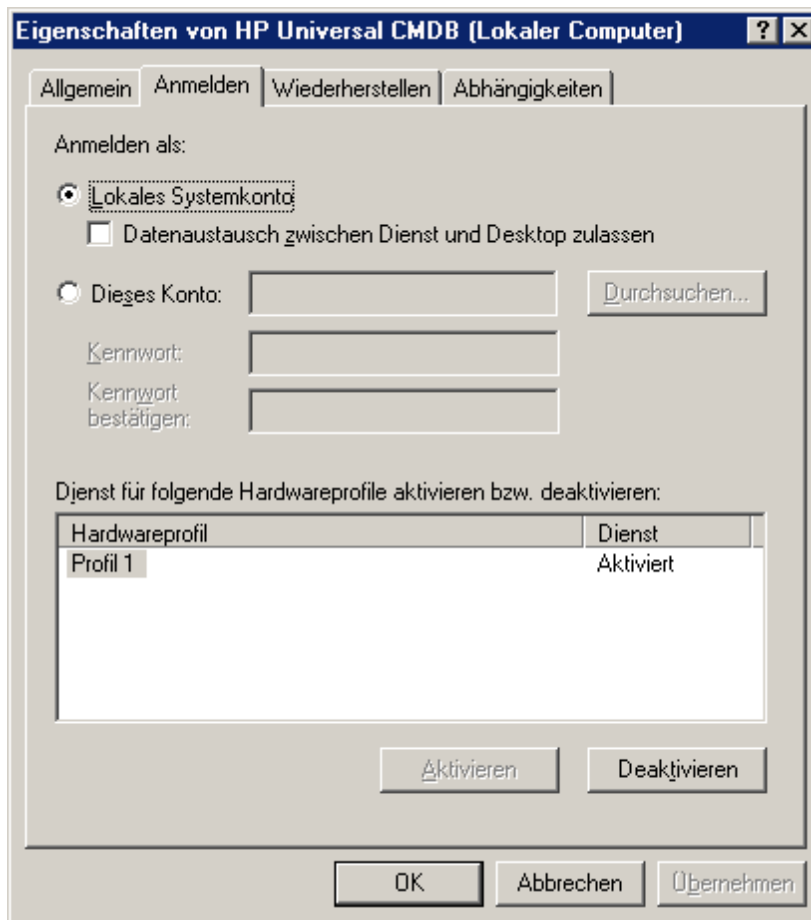 Eigenschaften von HP Universal CMDB (Lokaler Computer)
Allgemein Anmelden Wiederherstellen Abhängigkeiten
Anmelden als:
Lokales Systemkonto
Datenaustausch zwischen Dienst und Desktop zulassen
Dieses Konto: Durchsuchen...
Kennwort:
Kennwort
bestätigen:
Dienst für folgende Hardwareprofile aktivieren bzw. deaktivieren:
Hardwareprofil Dienst
Profil 1 Aktiviert
Aktivieren Deaktivieren
OK Abbrechen Übernehmen